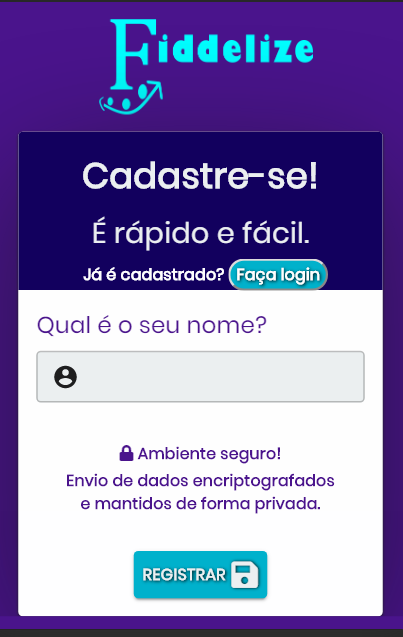 Fiddelize
Cadastre-se!
É rápido e fácil.
Já é cadastrado? Faça login
Qual é o seu nome?
Ambiente seguro!
Envio de dados encriptografados
e mantidos de forma privada.
REGISTRAR